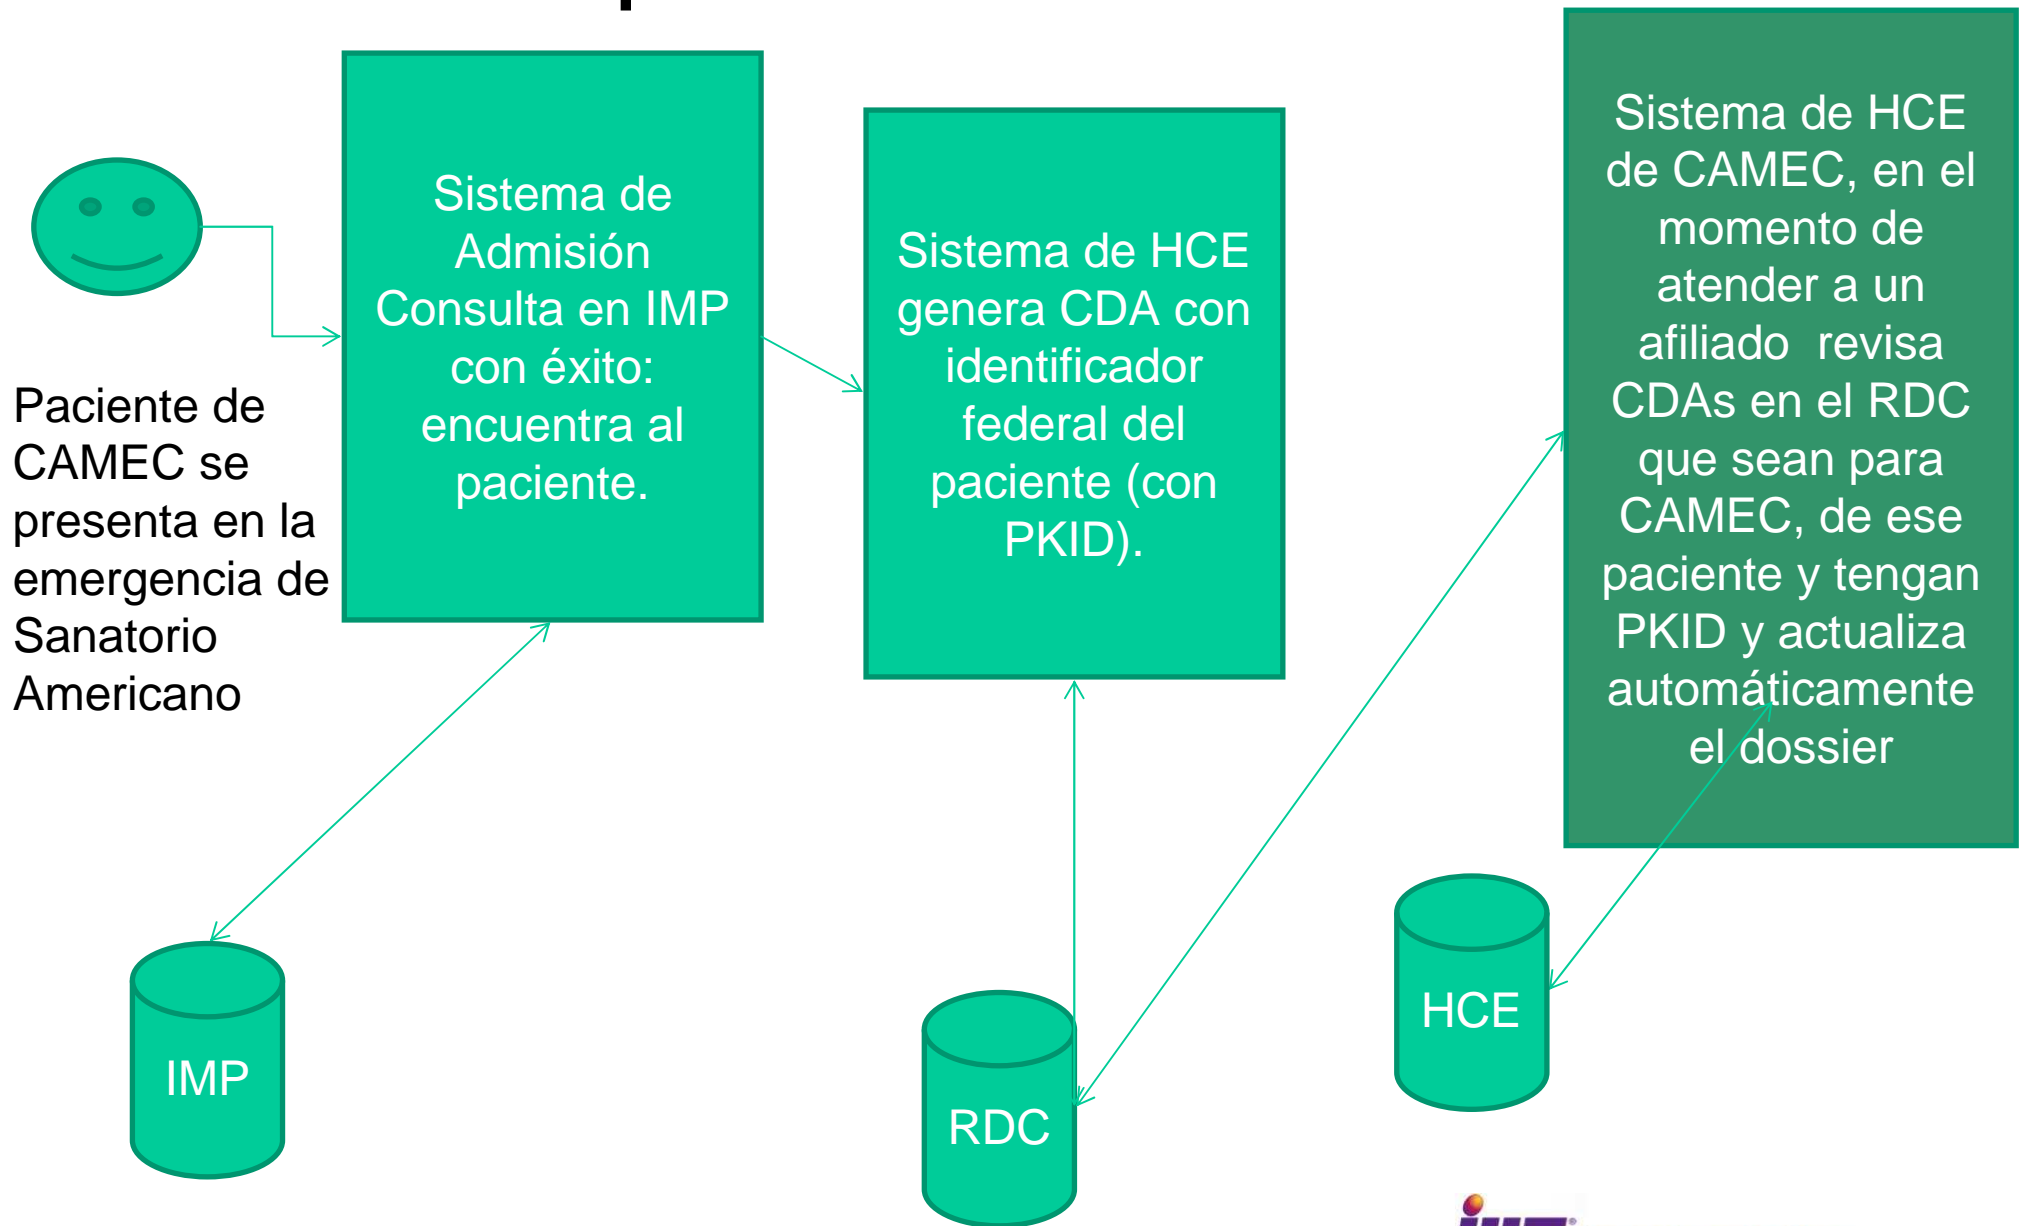 Paciente de
CAMEC se
presenta en la
emergencia de
Sanatorio
Americano
Sistema de
Admisión
Consulta en IMP
con éxito:
encuentra al
paciente.
Sistema de HCE
genera CDA con
identificador
federal del
paciente (con
PKID).
Sistema de HCE
de CAMEC, en el
momento de
atender a un
afiliado revisa
CDAs en el RDC
que sean para
CAMEC, de ese
paciente y tengan
PKID y actualiza
automáticamente
el dossier
IMP
RDC
HCE